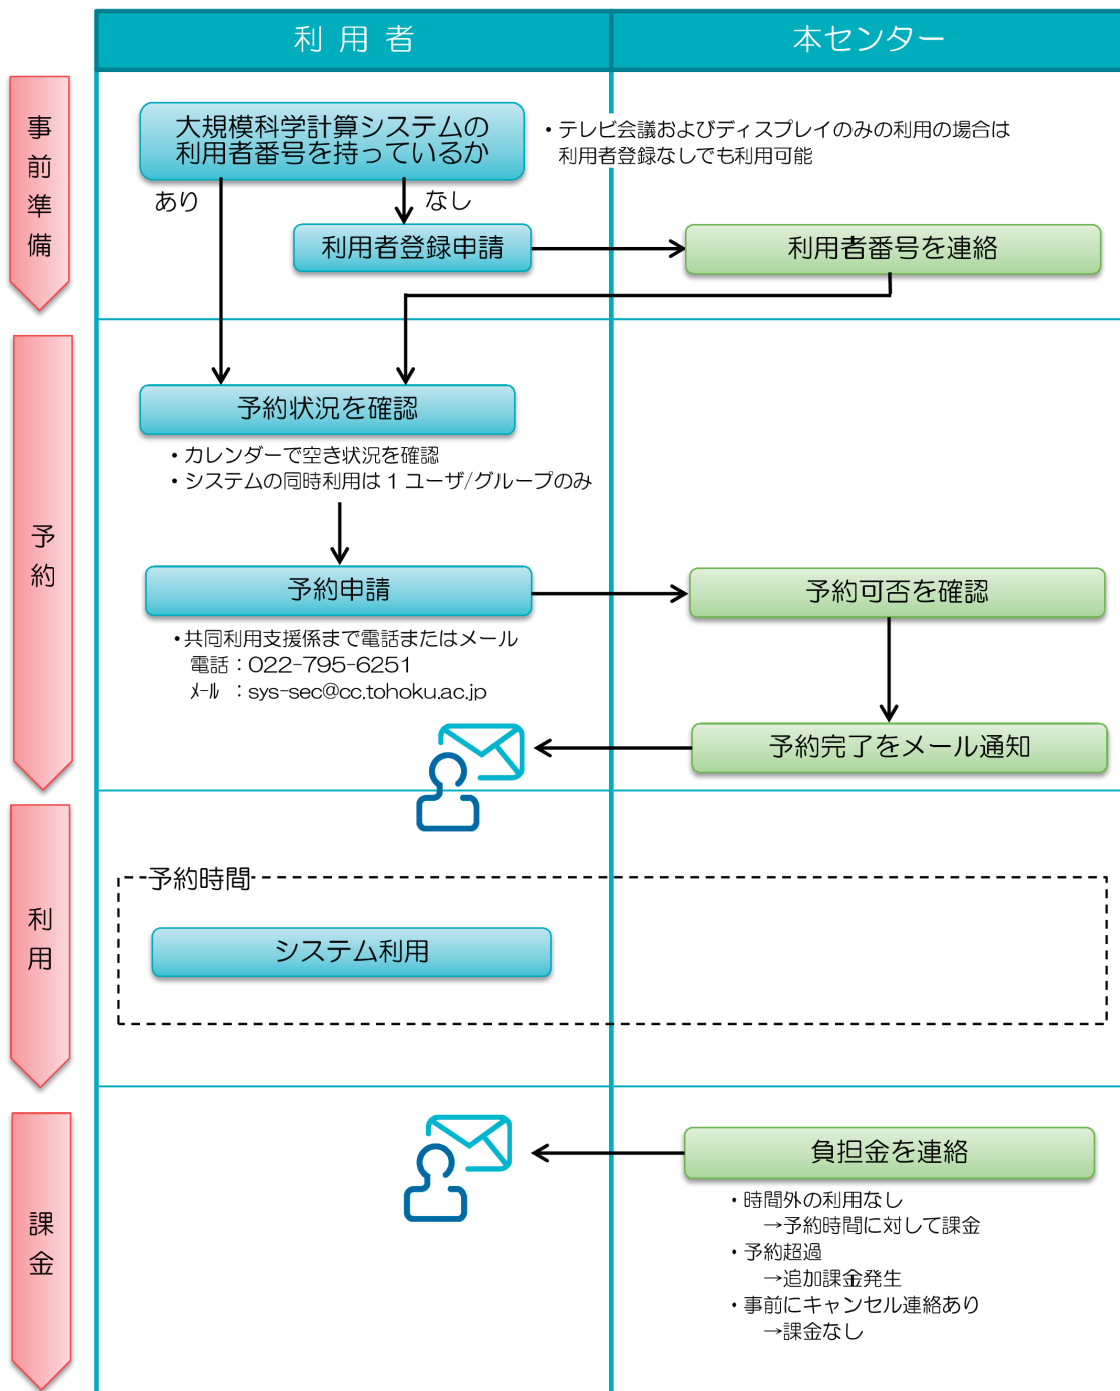 利用者
本センター
事前準備
大規模科学計算システムの
利用者番号を持っているか
・テレビ会議およびディスプレイのみの利用の場合は
利用者登録なしでも利用可能
あり
なし
利用者登録申請
利用者番号を連絡
予約
予約状況を確認
・カレンダーで空き状況を確認
・システムの同時利用は 1 ユーザ/グループのみ
予約申請
予約可否を確認
・共同利用支援係まで電話またはメール
電話：022-795-6251
ﾒｰﾙ ：sys-sec@cc.tohoku.ac.jp
予約完了をメール通知
利用
予約時間
システム利用
課金
負担金を連絡
・時間外の利用なし
→予約時間に対して課金
・予約超過
→追加課金発生
・事前にキャンセル連絡あり
→課金なし